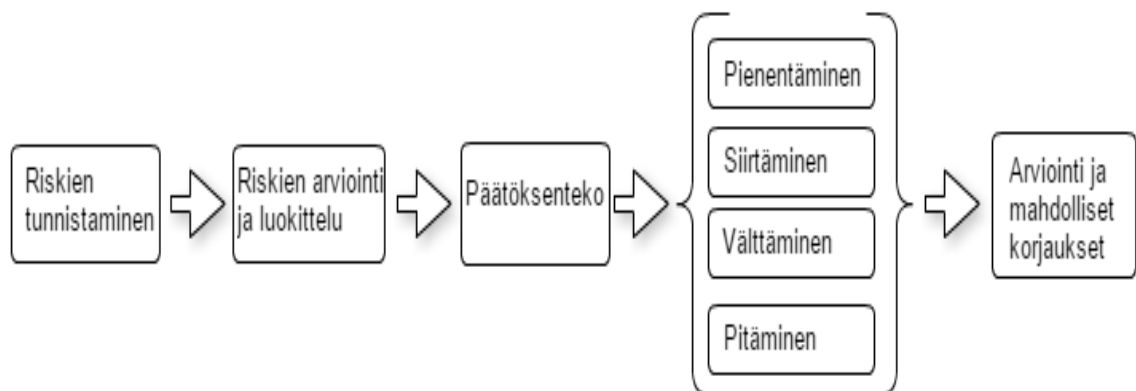 Riskien
tunnistaminen
Riskien arviointi
ja luokittelu
Päätöksenteko
Pienentäminen
Siirtäminen
Välttäminen
Pitäminen
Arviointi ja
mahdolliset
korjaukset